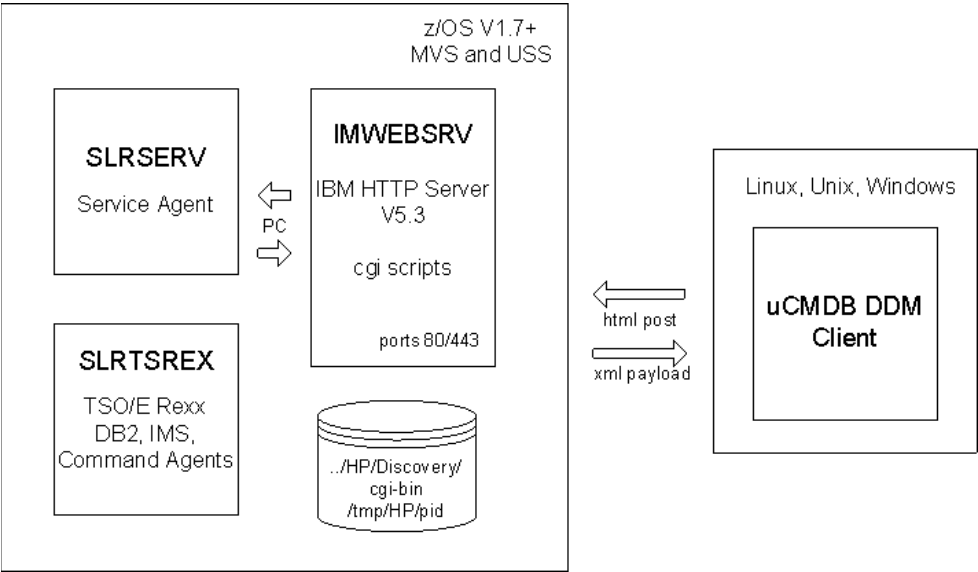 z/OS V1.7+
MVS and USS
SLRSERV
Service Agent
PC
IMWEBSRV
IBM HTTP Server
V5.3
cgi scripts
ports 80/443
SLRTSREX
TSO/E Rexx
DB2, IMS,
Command Agents
../HP/Discovery/
cgi-bin
/tmp/HP/pid
html post
xml payload
Linux, Unix, Windows
uCMDB DDM
Client